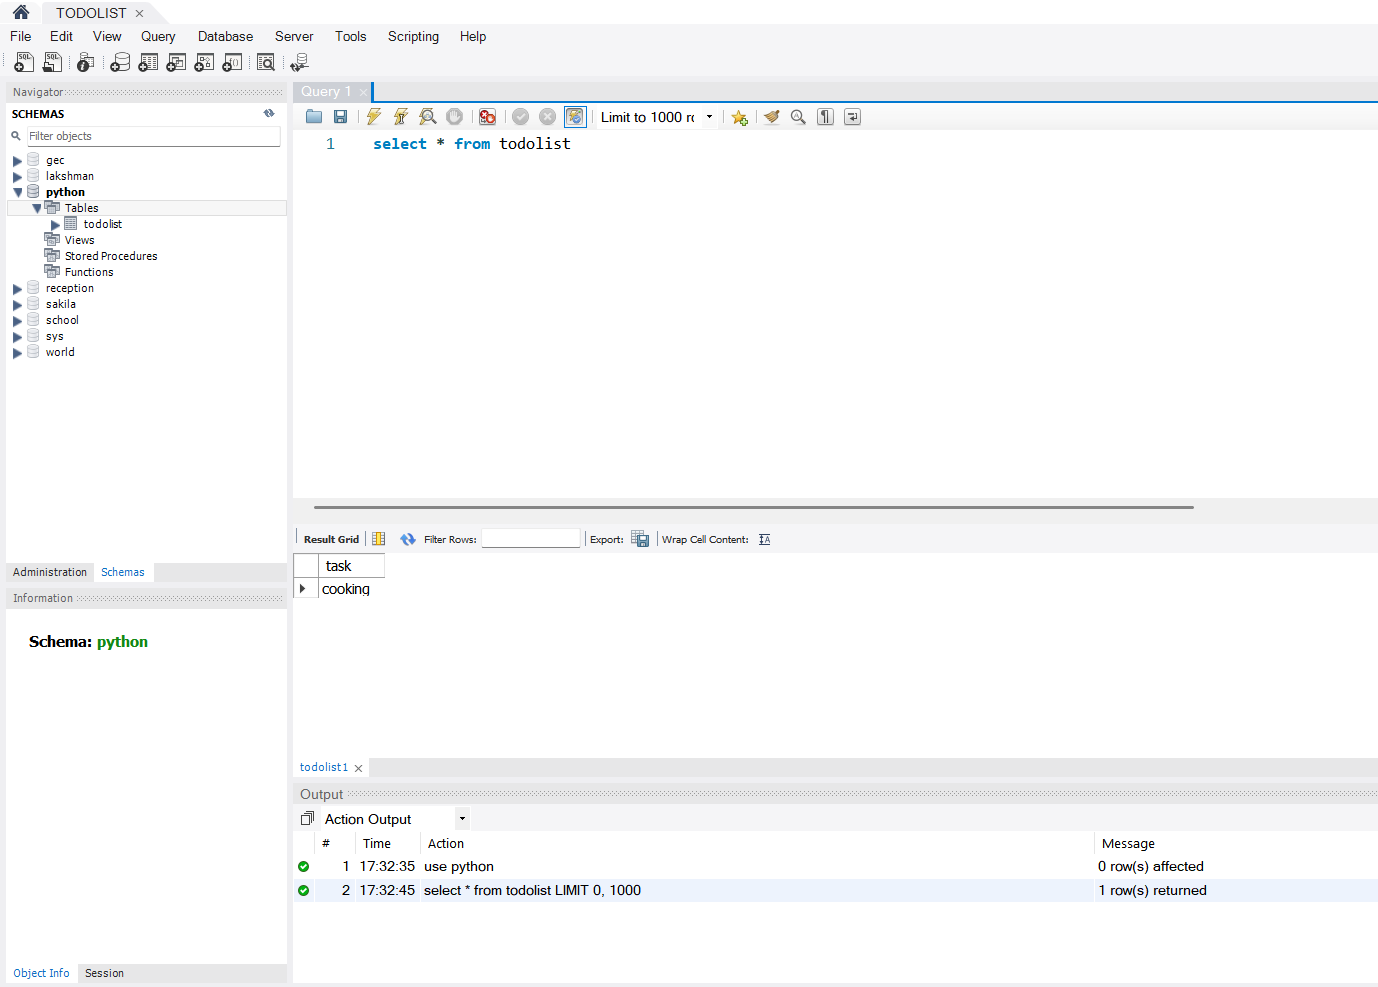 TODOLIST
File Edit View Query Database Server Tools Scripting Help
Navigator
SCHEMAS
Filter objects
gec
lakshman
python
Tables
todolist
Views
Stored Procedures
Functions
reception
sakila
school
sys
world
Administration Schemas
Information
Schema: python
Object Info Session
Query 1
Limit to 1000 rc
1 select * from todolist
Result Grid Filter Rows: Export: Wrap Cell Content:
task
cooking
todolist1
Output
Action Output
# Time Action Message
1 17:32:35 use python 0 row(s) affected
2 17:32:45 select * from todolist LIMIT 0, 1000 1 row(s) returned